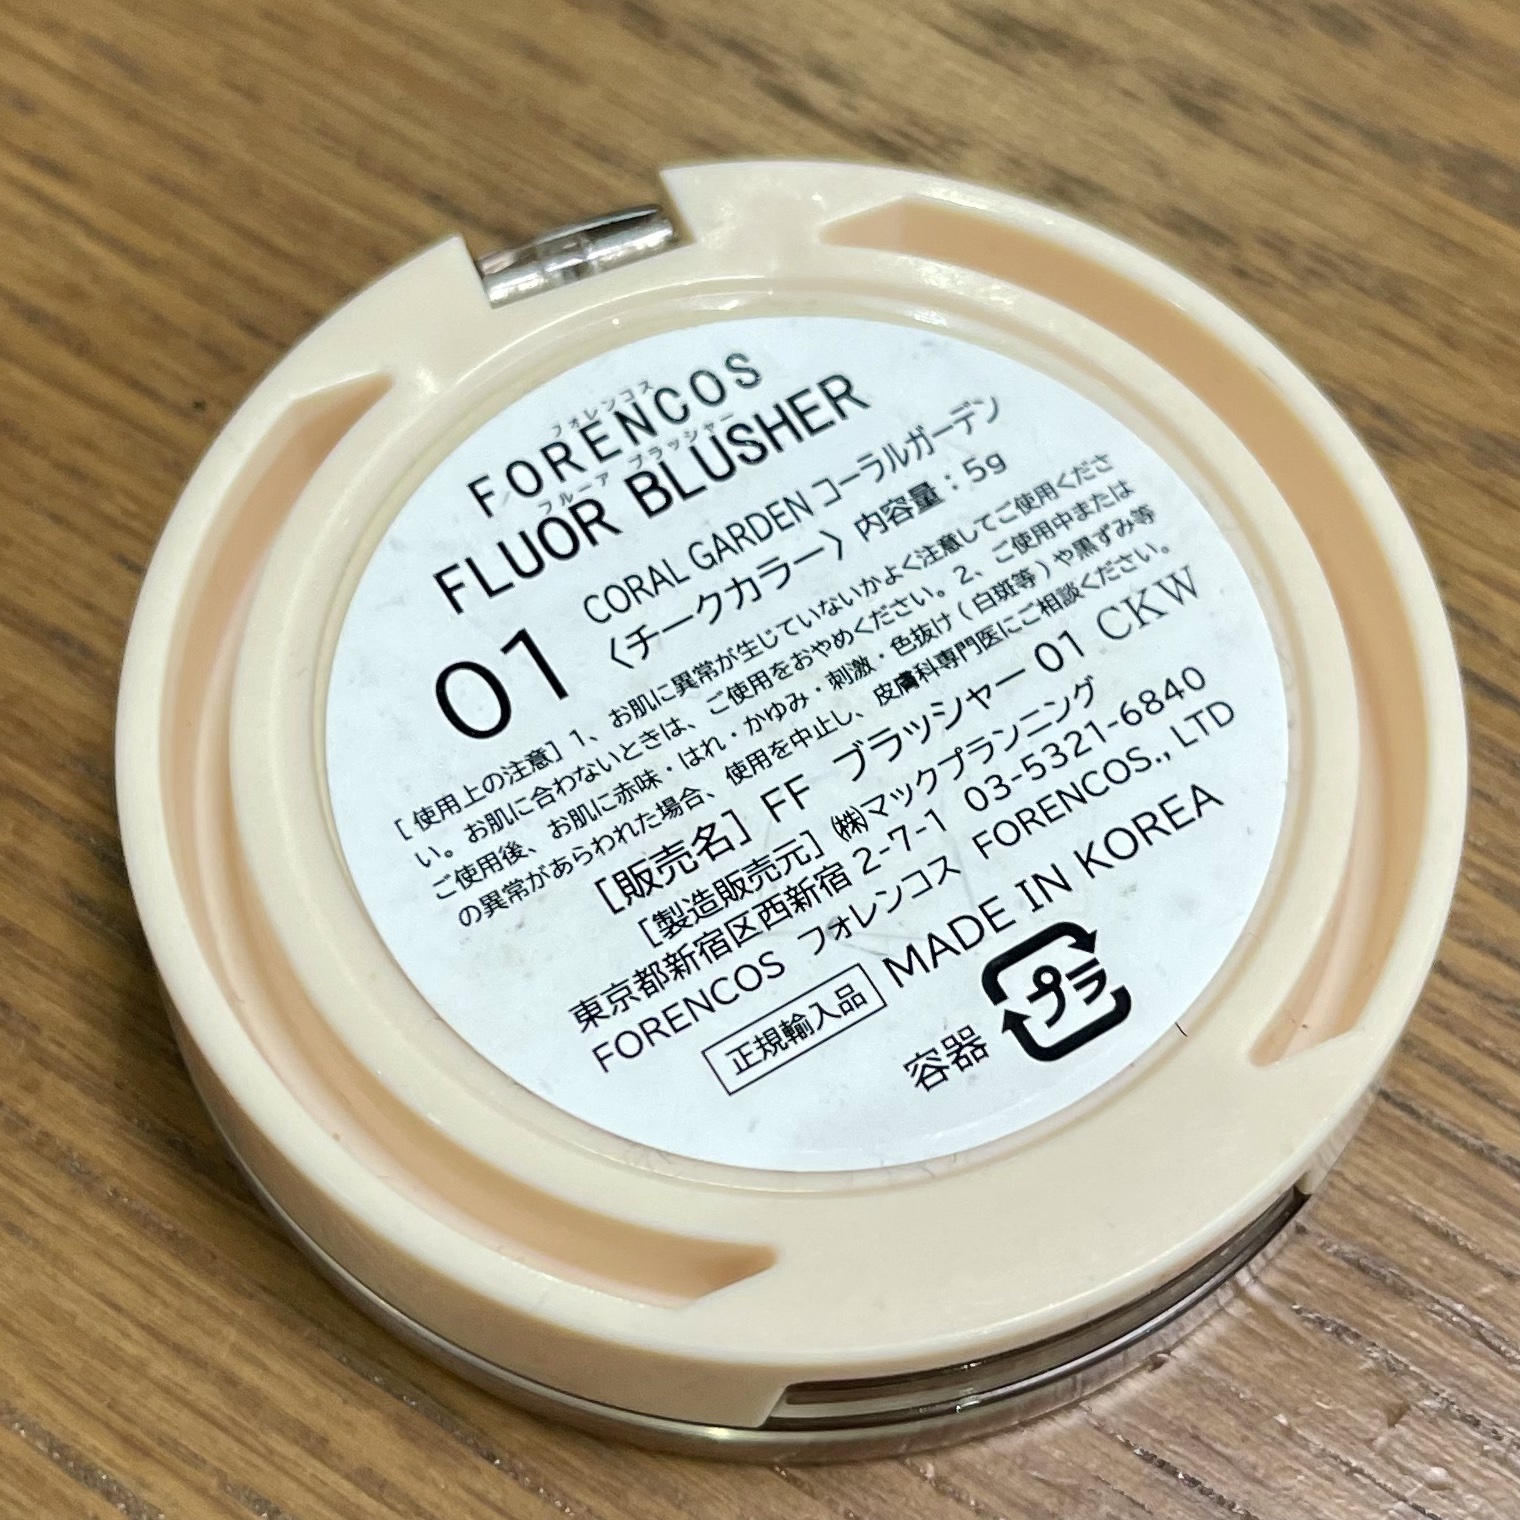 フォレンコス
FORENCOS
フルーア ブラッシャー
FLUOR BLUSHER
01
CORAL GARDEN コーラルガーデン
〈チークカラー〉内容量：5g
[ 使用上の注意] 1、お肌に異常が生じていないかよく注意してご使用くださ
い。お肌に合わないときは、ご使用をおやめください。2、ご使用中または
ご使用後、お肌に赤味・はれ・かゆみ・刺激・色抜け（白斑等）や黒ずみ等
の異常があらわれた場合、使用を中止し、皮膚科専門医にご相談ください。
[販売名] FF ブラッシャー 01 CKW
[製造販売元] ㈱マックプランニング
東京都新宿区西新宿 2-7-1 03-5321-6840
FORENCOS フォレンコス FORENCOS., LTD
正規輸入品 MADE IN KOREA
容器 プラ